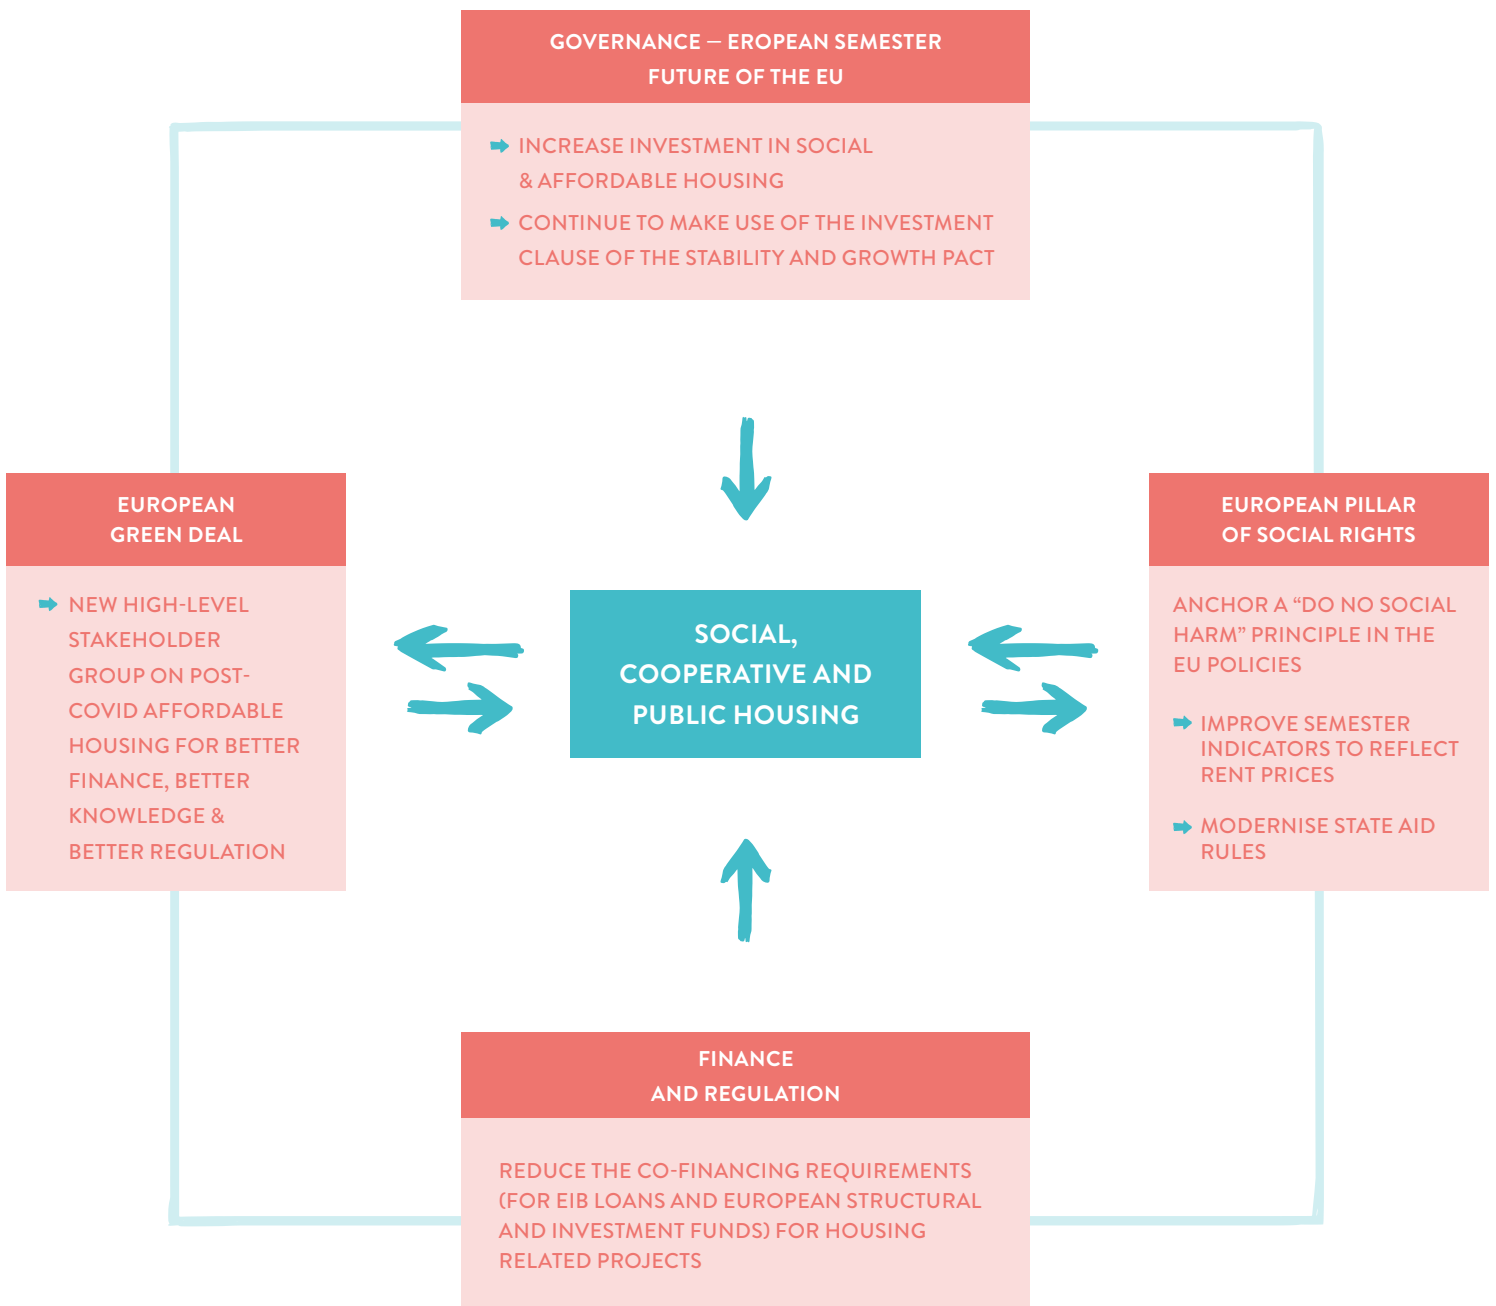 GOVERNANCE — EROPEAN SEMESTER
FUTURE OF THE EU
INCREASE INVESTMENT IN SOCIAL
& AFFORDABLE HOUSING
CONTINUE TO MAKE USE OF THE INVESTMENT
CLAUSE OF THE STABILITY AND GROWTH PACT
EUROPEAN
GREEN DEAL
NEW HIGH-LEVEL
STAKEHOLDER
GROUP ON POST-
COVID AFFORDABLE
HOUSING FOR BETTER
FINANCE, BETTER
KNOWLEDGE &
BETTER REGULATION
SOCIAL,
COOPERATIVE AND
PUBLIC HOUSING
EUROPEAN PILLAR
OF SOCIAL RIGHTS
ANCHOR A “DO NO SOCIAL
HARM” PRINCIPLE IN THE
EU POLICIES
IMPROVE SEMESTER
INDICATORS TO REFLECT
RENT PRICES
MODERNISE STATE AID
RULES
FINANCE
AND REGULATION
REDUCE THE CO-FINANCING REQUIREMENTS
(FOR EIB LOANS AND EUROPEAN STRUCTURAL
AND INVESTMENT FUNDS) FOR HOUSING
RELATED PROJECTS